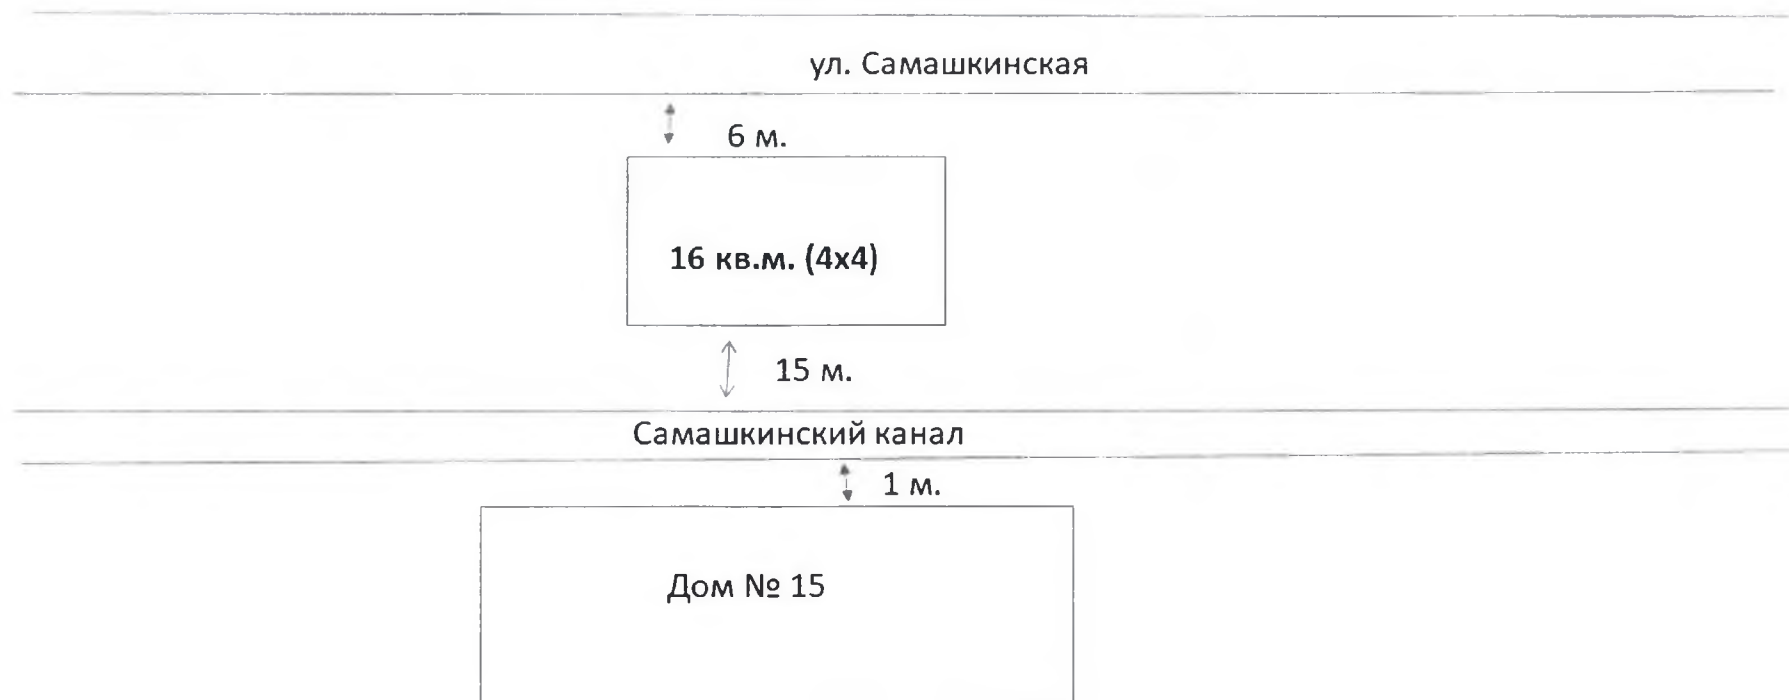 ул. Самашкинская
6 м.
16 кв.м. (4х4)
15 м.
Самашкинский канал
1 м.
Дом № 15